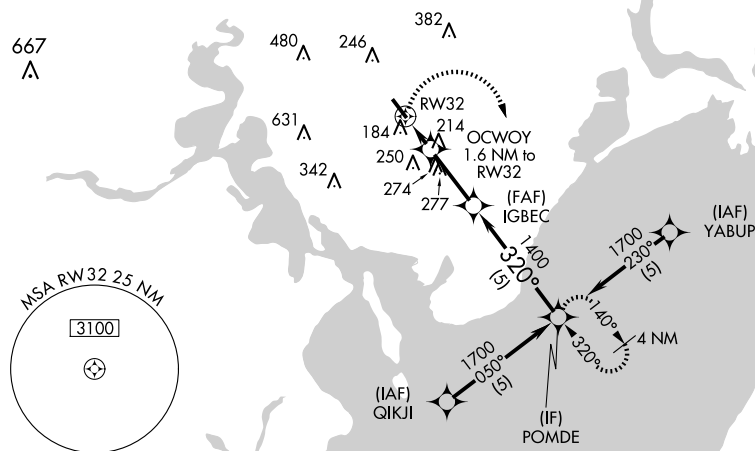 382
667
480
246
RW32
631
184
214
OCWOY
1.6 NM to
RW32
250
342
274
277
(FAF)
IGBEC
(IAF)
YABUP
1400
320°
(5)
1700
230°
(5)
MSA RW32 25 NM
3100
140°
320°
4 NM
1700
050°
(5)
(IAF)
QIKJI
(IF)
POMDE